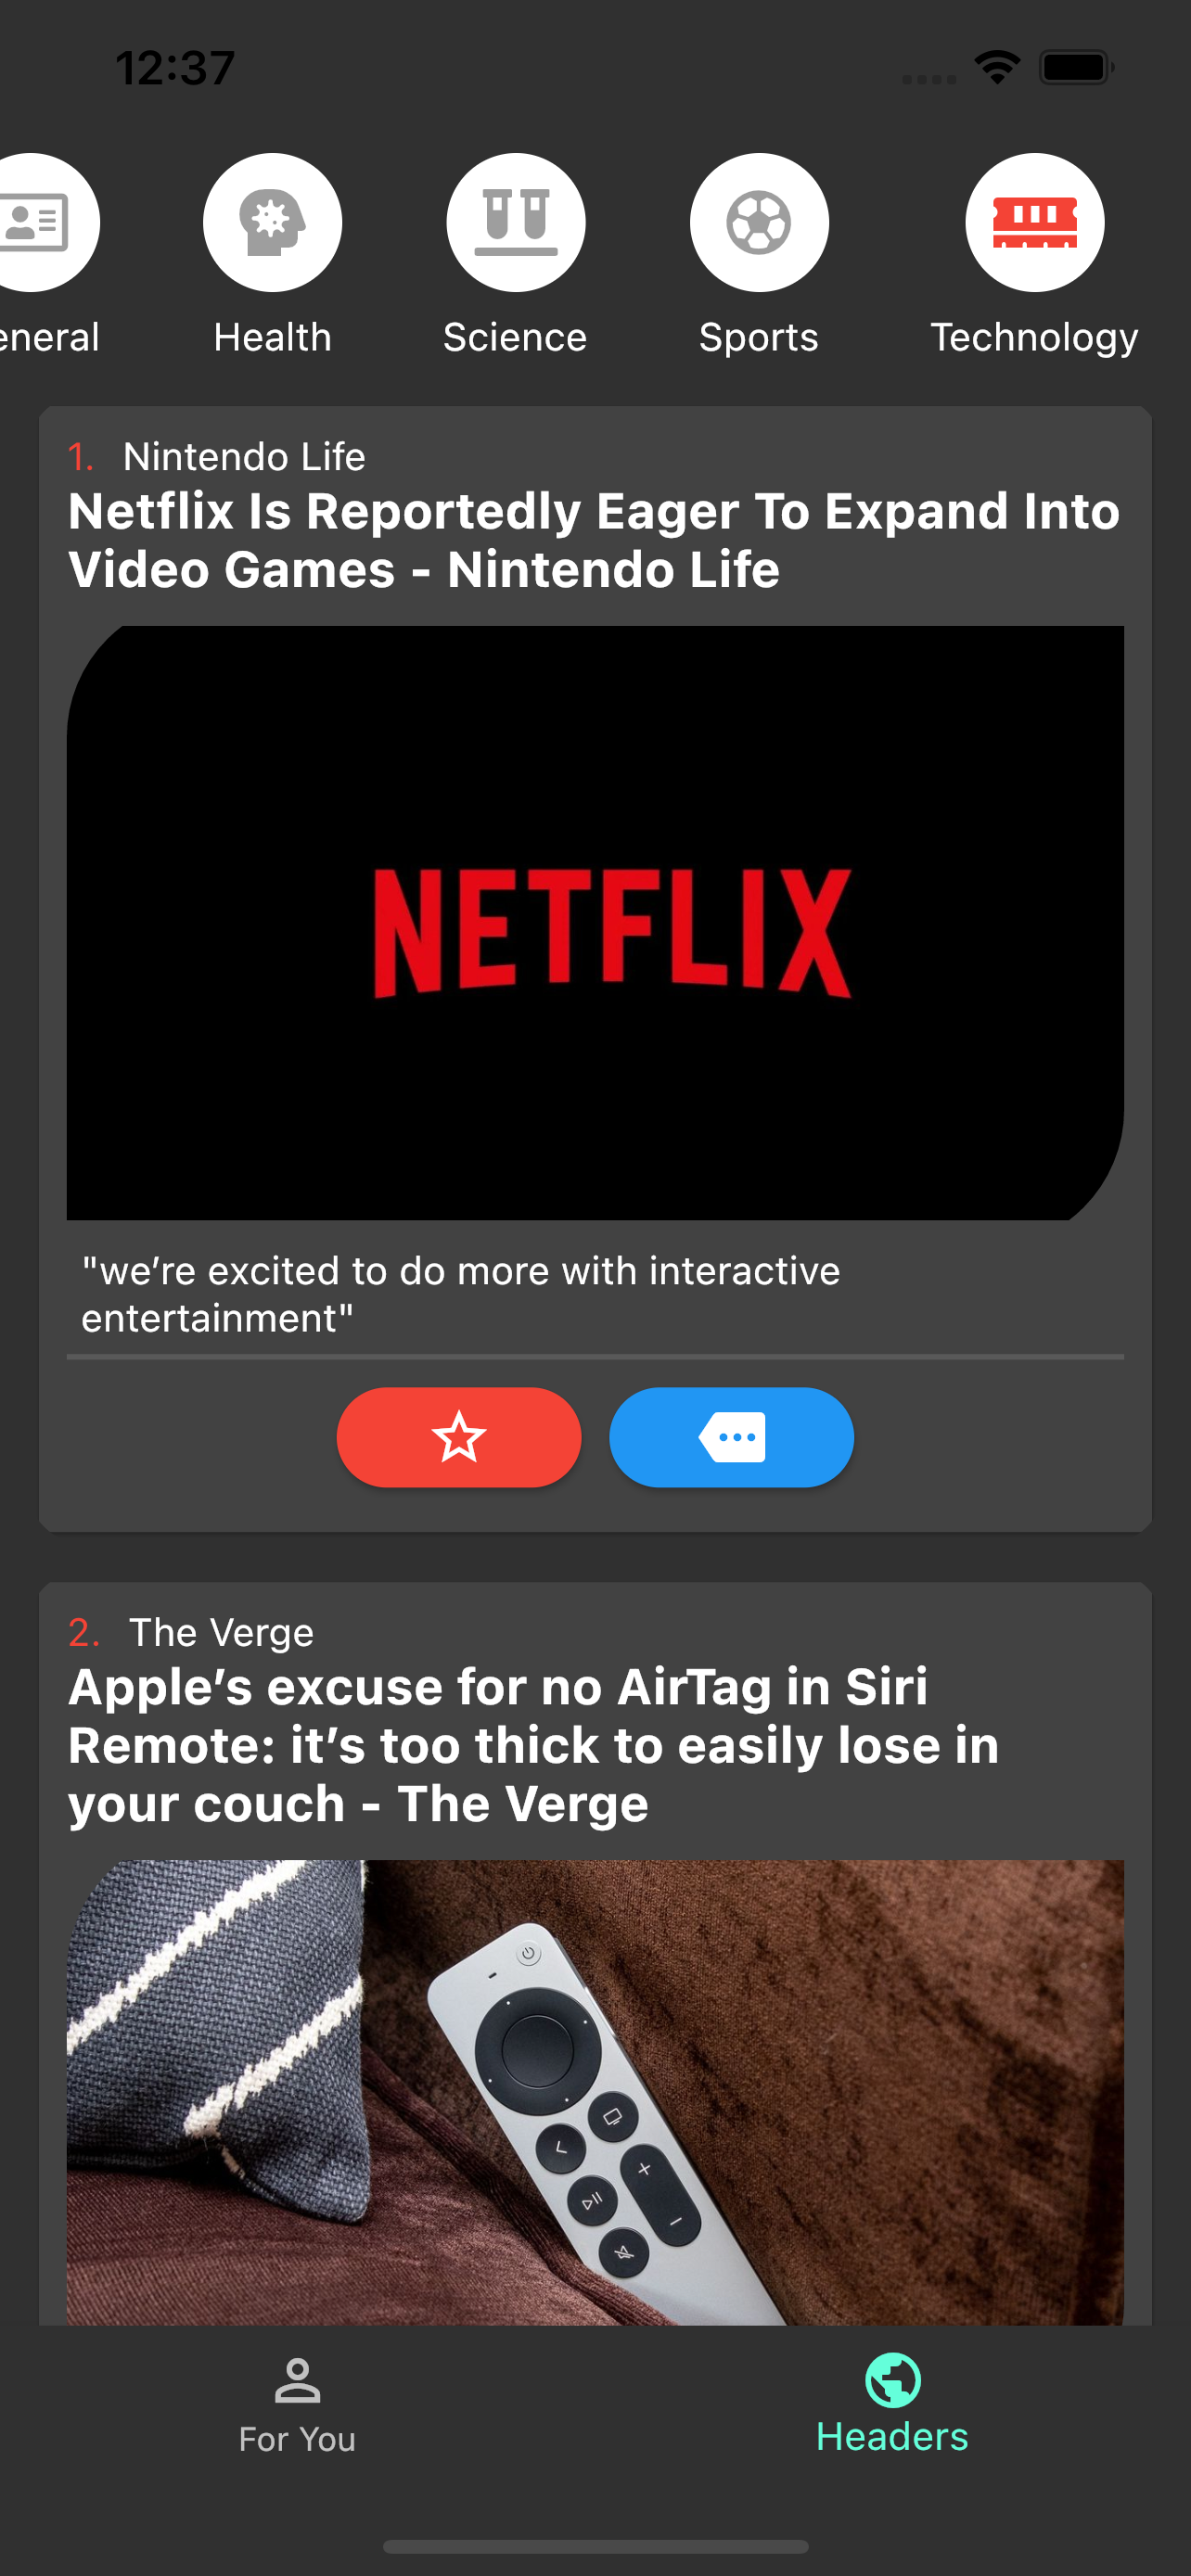 12:37
eneral
Health
Science
Sports
Technology
1. Nintendo Life
Netflix Is Reportedly Eager To Expand Into
Video Games - Nintendo Life
NETFLIX
"we’re excited to do more with interactive
entertainment"
2. The Verge
Apple’s excuse for no AirTag in Siri
Remote: it’s too thick to easily lose in
your couch - The Verge
For You
Headers